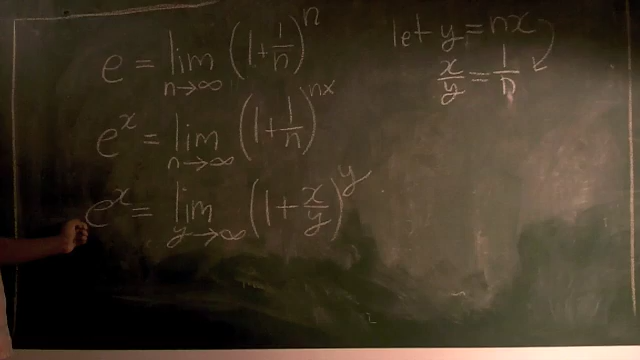 e = lim n→∞ (1+1/n)^n
e^x = lim n→∞ (1+1/n)^nx
e^x = lim y→∞ (1+x/y)^y
let y = nx
x/y = 1/n